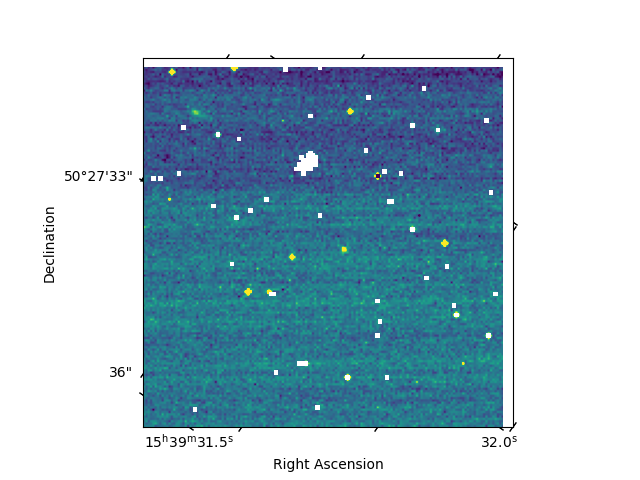 50°27'33"
Declination
36"
15ʰ39ᵐ31.5ˢ
32.0ˢ
Right Ascension